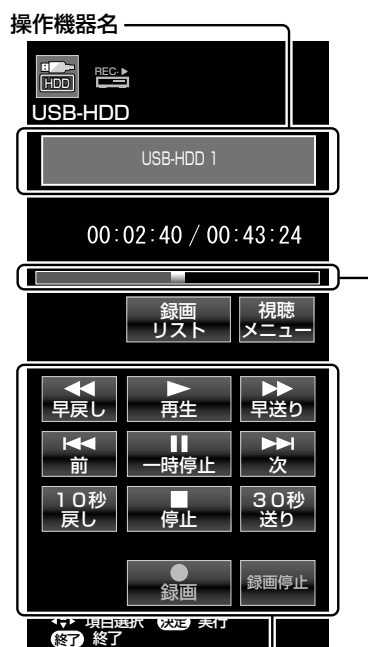 操作機器名
HDD
REC
USB-HDD
USB-HDD 1
00:02:40 / 00:43:24
録画リスト
視聴メニュー
早戻し
再生
早送り
前
一時停止
次
10秒戻し
停止
30秒送り
録画
録画停止
項目選択 決定 実行
終了 終了